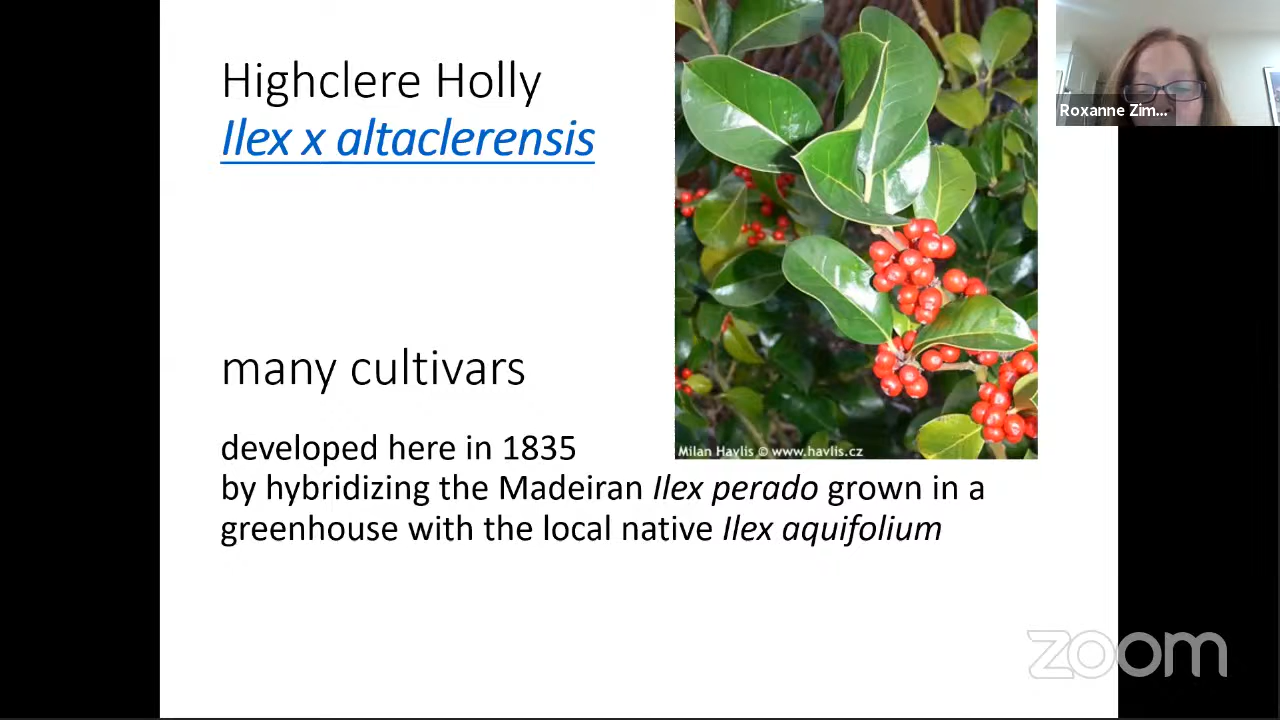 Highclere Holly
Ilex x altaclerensis
many cultivars
developed here in 1835
by hybridizing the Madeiran Ilex perado grown in a
greenhouse with the local native Ilex aquifolium
Milan Havlis © www.havlis.cz
Roxanne Zim...
zoom